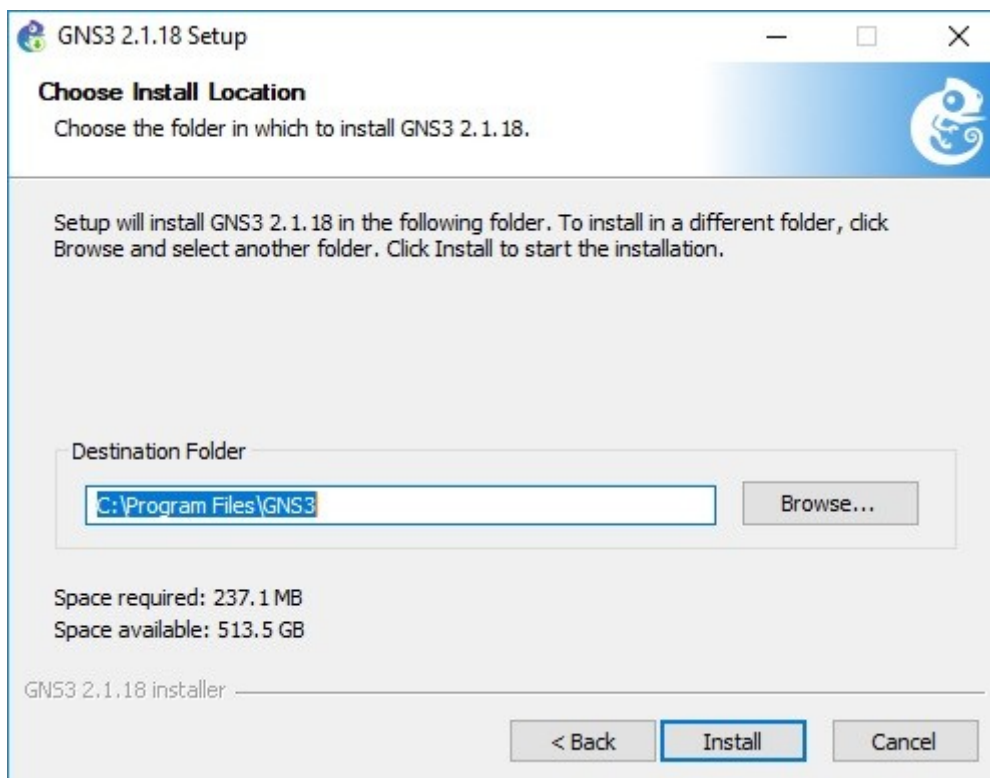 GNS3 2.1.18 Setup
Choose Install Location
Choose the folder in which to install GNS3 2.1.18.
Setup will install GNS3 2.1.18 in the following folder. To install in a different folder, click
Browse and select another folder. Click Install to start the installation.
Destination Folder
C:\Program Files\GNS3
Browse...
Space required: 237.1 MB
Space available: 513.5 GB
GNS3 2.1.18 installer
< Back
Install
Cancel